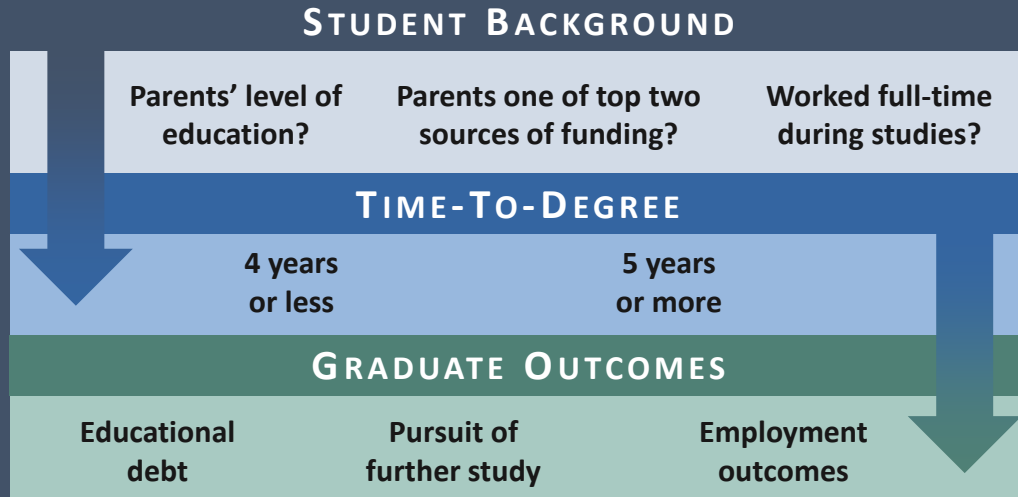 STUDENT BACKGROUND
Parents’ level of
education?
Parents one of top two
sources of funding?
Worked full-time
during studies?
TIME-TO-DEGREE
4 years
or less
5 years
or more
GRADUATE OUTCOMES
Educational
debt
Pursuit of
further study
Employment
outcomes